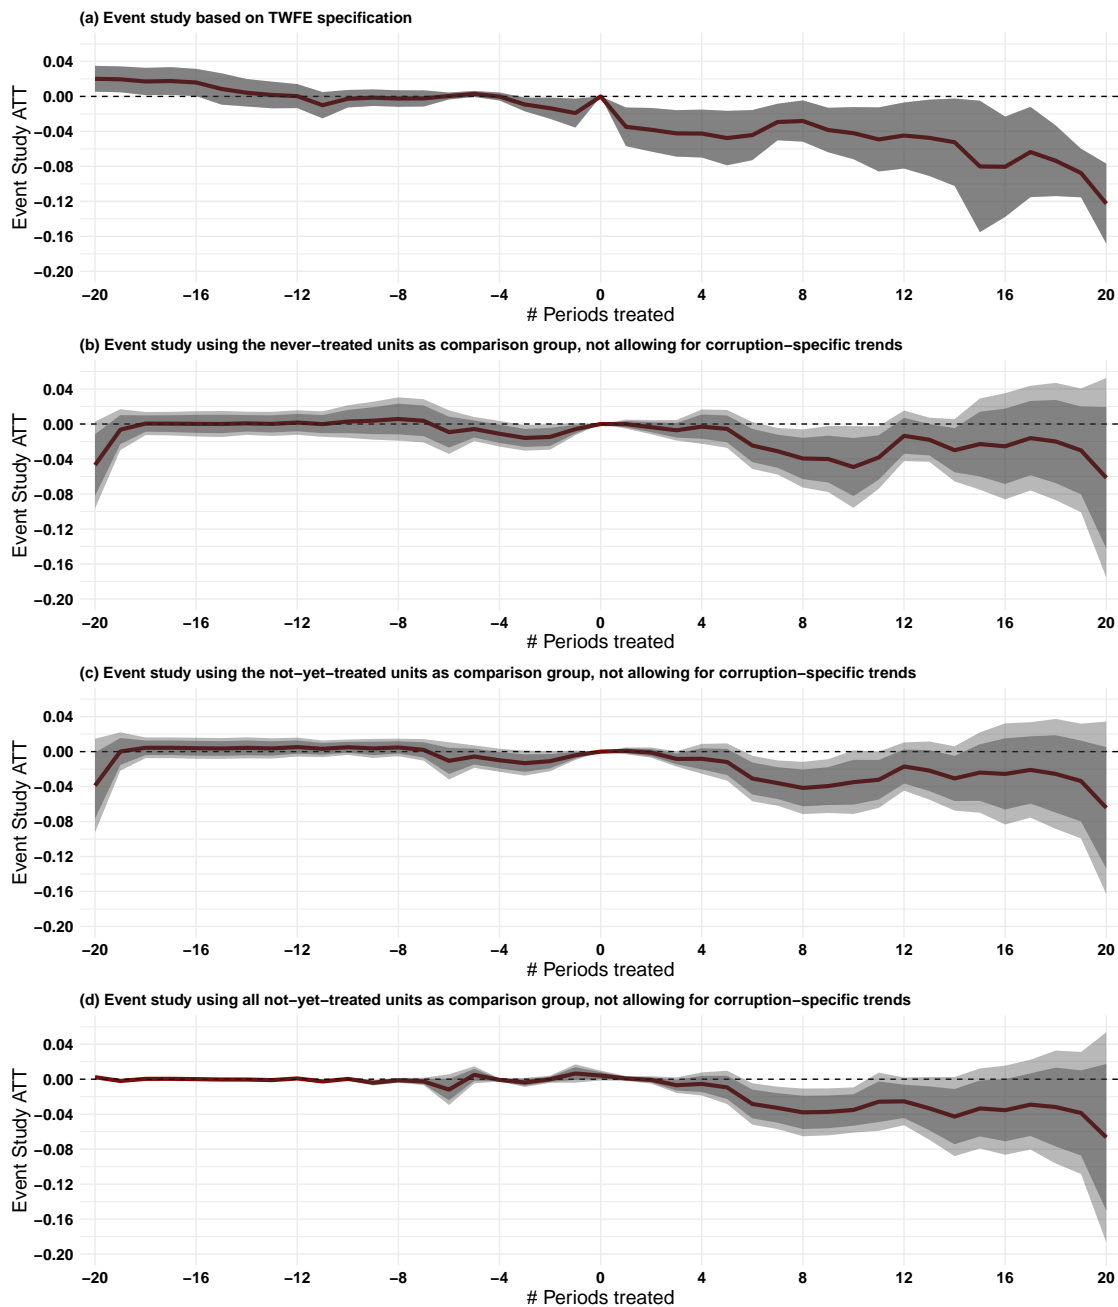 (a) Event study based on TWFE specification
Event Study ATT
0.04
0.00
−0.04
−0.08
−0.12
−0.16
−0.20
−20 −16 −12 −8 −4 0 4 8 12 16 20
# Periods treated
(b) Event study using the never−treated units as comparison group, not allowing for corruption−specific trends
Event Study ATT
0.04
0.00
−0.04
−0.08
−0.12
−0.16
−0.20
−20 −16 −12 −8 −4 0 4 8 12 16 20
# Periods treated
(c) Event study using the not−yet−treated units as comparison group, not allowing for corruption−specific trends
Event Study ATT
0.04
0.00
−0.04
−0.08
−0.12
−0.16
−0.20
−20 −16 −12 −8 −4 0 4 8 12 16 20
# Periods treated
(d) Event study using all not−yet−treated units as comparison group, not allowing for corruption−specific trends
Event Study ATT
0.04
0.00
−0.04
−0.08
−0.12
−0.16
−0.20
−20 −16 −12 −8 −4 0 4 8 12 16 20
# Periods treated